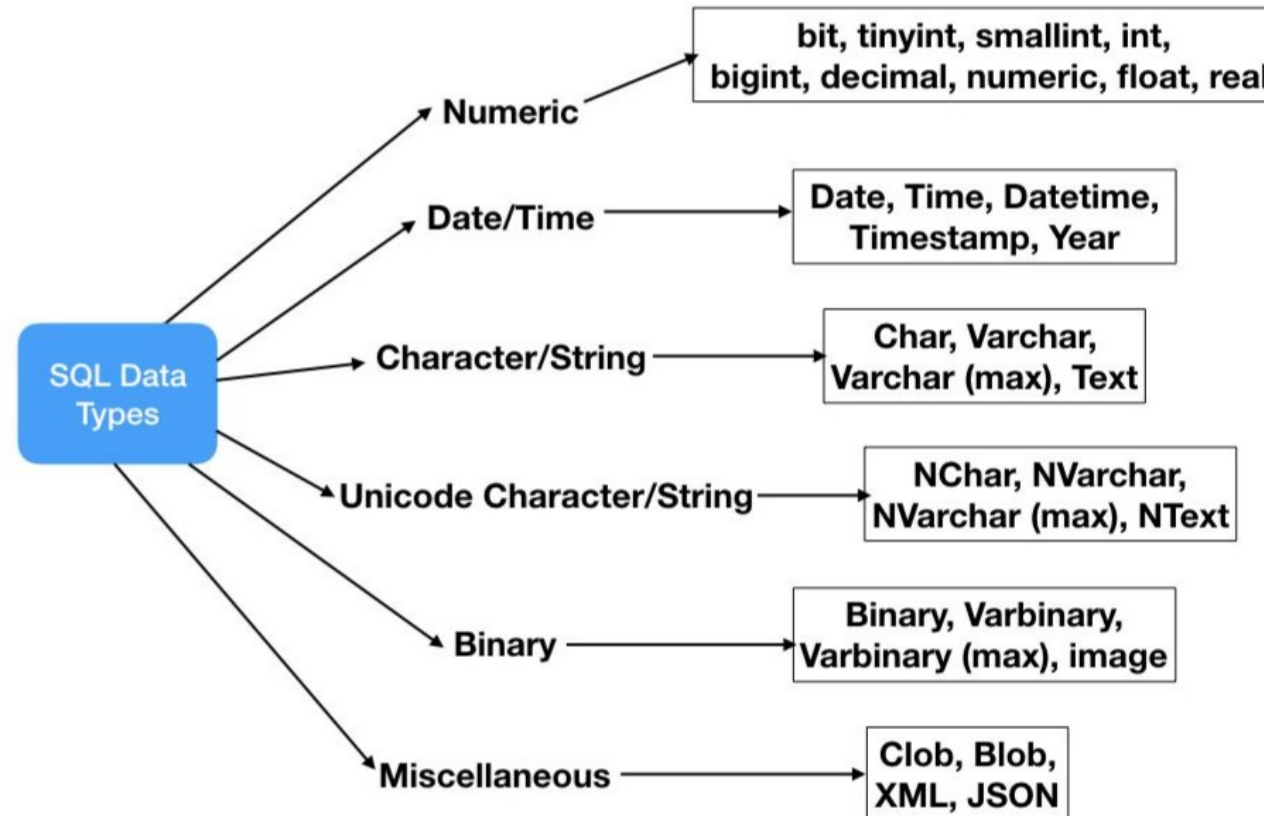 bit, tinyint, smallint, int,
bigint, decimal, numeric, float, real
Numeric
Date/Time
Date, Time, Datetime,
Timestamp, Year
SQL Data
Types
Character/String
Char, Varchar,
Varchar (max), Text
Unicode Character/String
NChar, NVarchar,
NVarchar (max), NText
Binary
Binary, Varbinary,
Varbinary (max), image
Miscellaneous
Clob, Blob,
XML, JSON